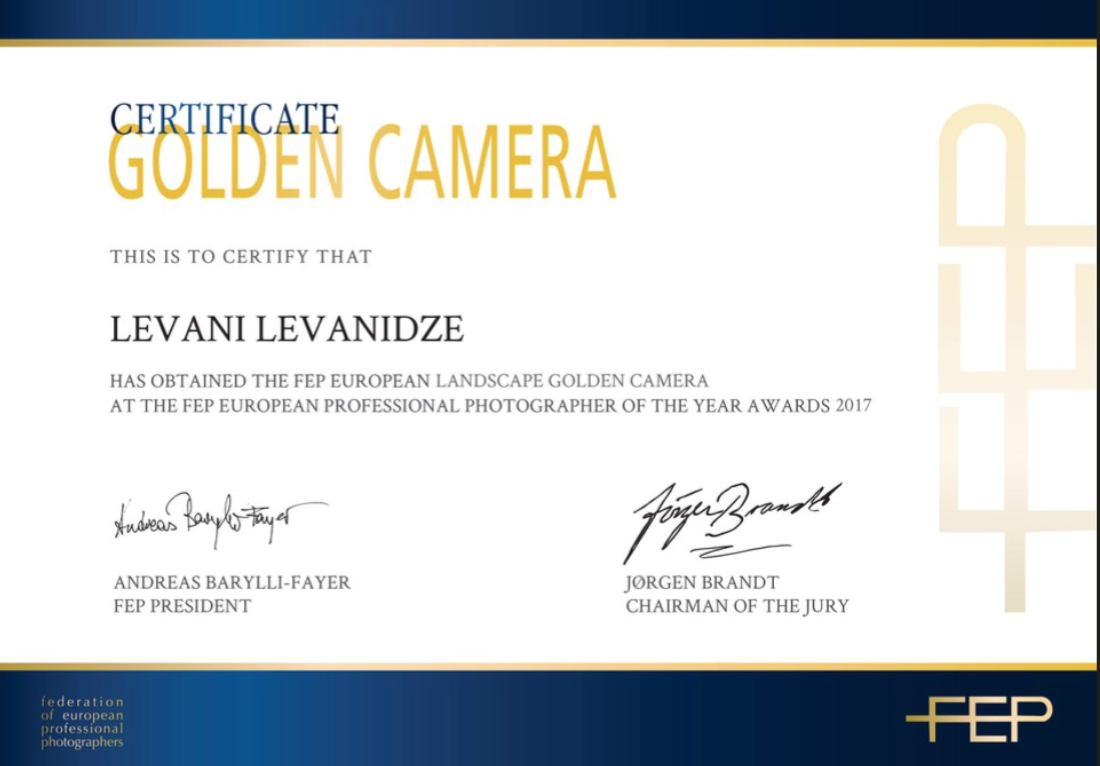 CERTIFICATE
GOLDEN CAMERA
THIS IS TO CERTIFY THAT
LEVANI LEVANIDZE
HAS OBTAINED THE FEP EUROPEAN LANDSCAPE GOLDEN CAMERA
AT THE FEP EUROPEAN PROFESSIONAL PHOTOGRAPHER OF THE YEAR AWARDS 2017
Andreas Barylli-Fayer
Jørgen Brandt
ANDREAS BARYLLI-FAYER
FEP PRESIDENT
JØRGEN BRANDT
CHAIRMAN OF THE JURY
FEP
federation
of european
professional
photographers
FEP